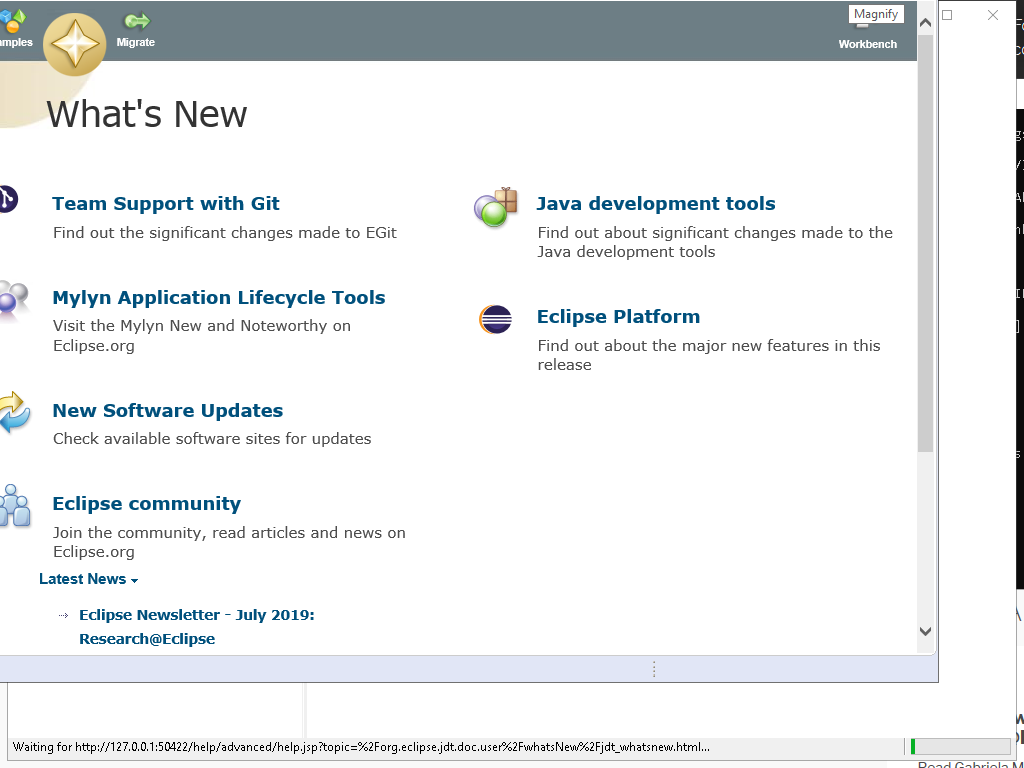 Magnify
amples
Migrate
Workbench
What's New
Team Support with Git
Find out the significant changes made to EGit
Mylyn Application Lifecycle Tools
Visit the Mylyn New and Noteworthy on
Eclipse.org
New Software Updates
Check available software sites for updates
Eclipse community
Join the community, read articles and news on
Eclipse.org
Latest News
Eclipse Newsletter - July 2019:
Research@Eclipse
Java development tools
Find out about significant changes made to the
Java development tools
Eclipse Platform
Find out about the major new features in this
release
Waiting for http://127.0.0.1:50422/help/advanced/help.jsp?topic=%2Forg.eclipse.jdt.doc.user%2FwhatsNew%2Fjdt_whatsnew.html...
Read Gabriela M